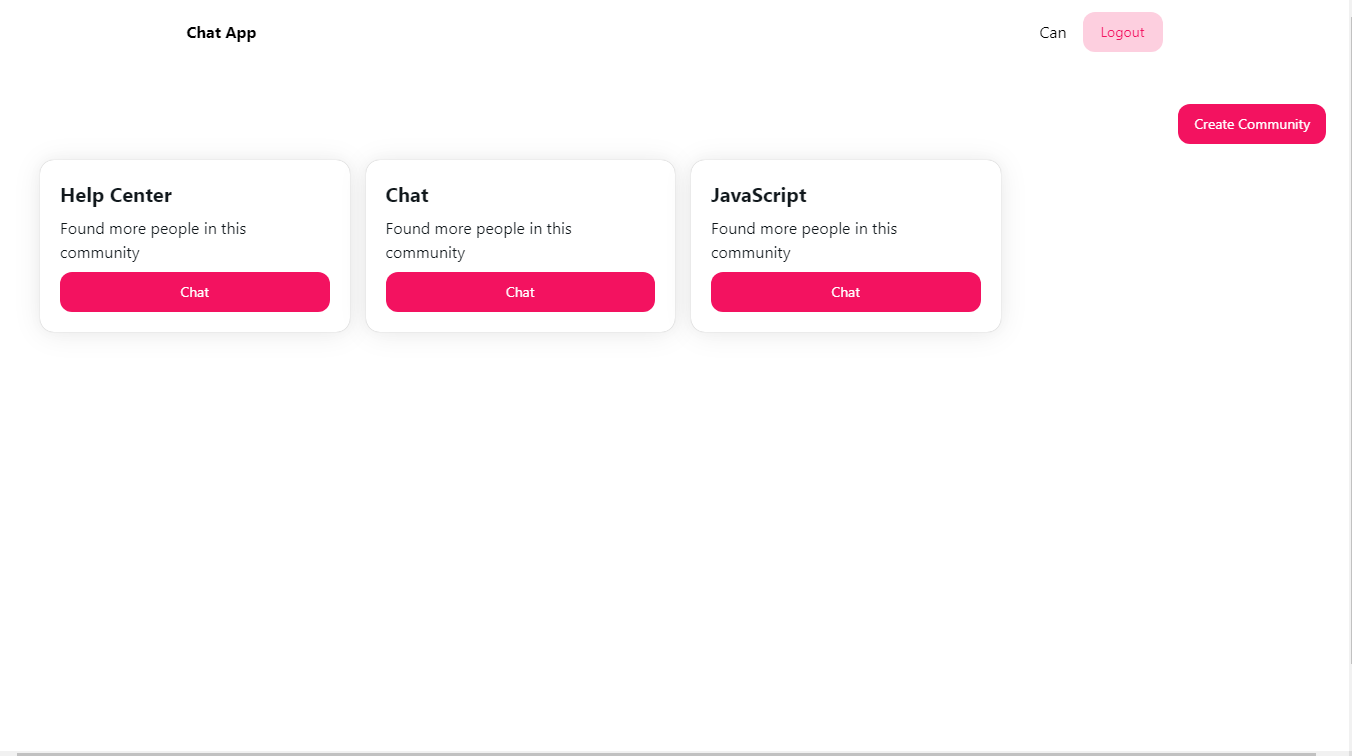 Chat App
Can
Logout
Create Community
Help Center
Found more people in this
community
Chat
Chat
Found more people in this
community
Chat
JavaScript
Found more people in this
community
Chat